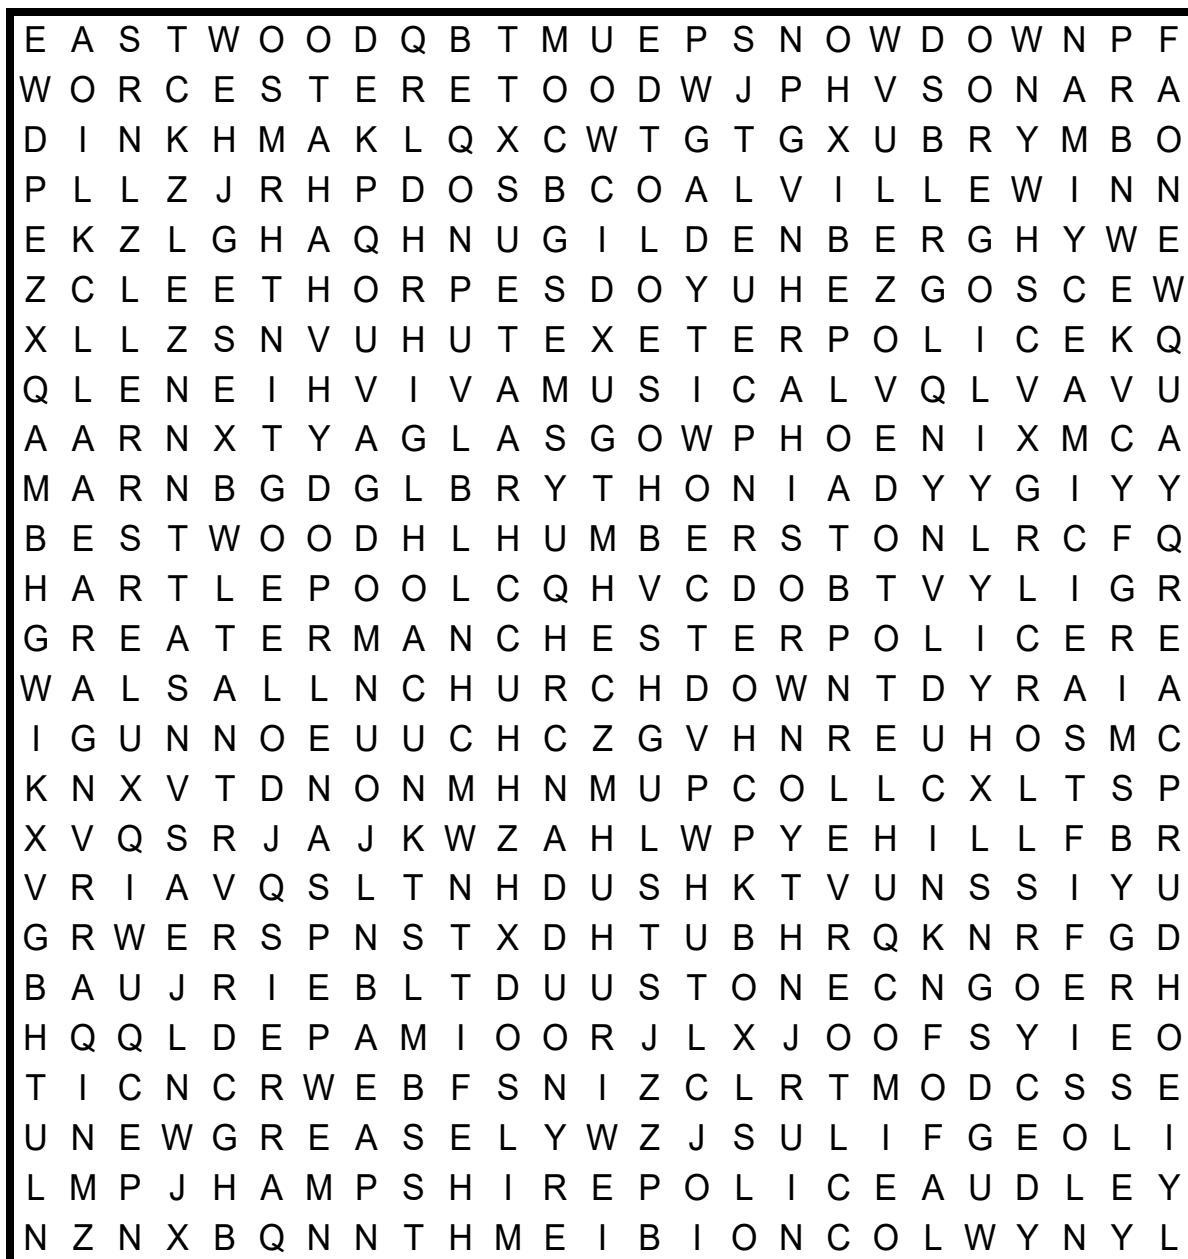 E A S T W O O D Q B T M U E P S N O W D O W N P F
W O R C E S T E R E T O O D W J P H V S O N A R A
D I N K H M A K L Q X C W T G T G X U B R Y M B O
P L L Z J R H P D O S B C O A L V I L L E W I N N
E K Z L G H A Q H N U G I L D E N B E R G H Y W E
Z C L E E T H O R P E S D O Y U H E Z G O S C E W
X L L Z S N V U H U T E X E T E R P O L I C E K Q
Q L E N E I H V I V A M U S I C A L V Q L V A V U
A A R N X T Y A G L A S G O W P H O E N I X M C A
M A R N B G D G L B R Y T H O N I A D Y Y G I Y Y
B E S T W O O D H L H U M B E R S T O N L R C F Q
H A R T L E P O O L C Q H V C D O B T V Y L I G R
G R E A T E R M A N C H E S T E R P O L I C E R E
W A L S A L L N C H U R C H D O W N T D Y R A I A
I G U N N O E U U C H C Z G V H N R E U H O S M C
K N X V T D N O N M H N M U P C O L L C X L T S P
X V Q S R J A J K W Z A H L W P Y E H I L L F B R
V R I A V Q S L T N H D U S H K T V U N S S I Y U
G R W E R S P N S T X D H T U B H R Q K N R F G D
B A U J R I E B L T D U U S T O N E C N G O E R H
H Q Q L D E P A M I O O R J L X J O O F S Y I E O
T I C N C R W E B F S N I Z C L R T M O D C S S E
U N E W G R E A S E L Y W Z J S U L I F G E O L I
L M P J H A M P S H I R E P O L I C E A U D L E Y
N Z N X B Q N N T H M E I B I O N C O L W Y N Y L